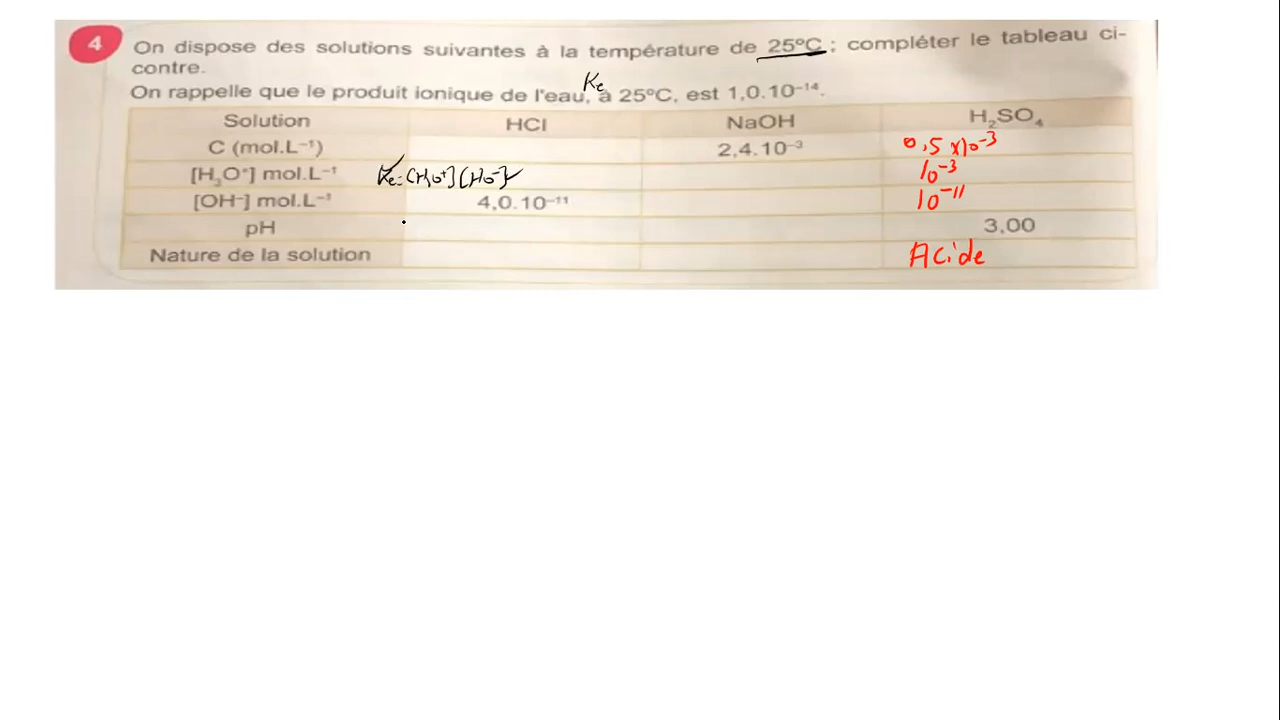 4 On dispose des solutions suivantes à la température de 25°C ; compléter le tableau ci-
contre.
Ke
On rappelle que le produit ionique de l'eau, à 25°C, est 1,0.10⁻¹⁴.
Solution HCl NaOH H₂SO₄
C (mol.L⁻¹) 2,4.10⁻³ 0,5 x10⁻³
[H₃O⁺] mol.L⁻¹ Ke=[H₃O⁺][HO⁻] 10⁻³
[OH⁻] mol.L⁻¹ 4,0.10⁻¹¹ 10⁻¹¹
pH 3,00
Nature de la solution Acide